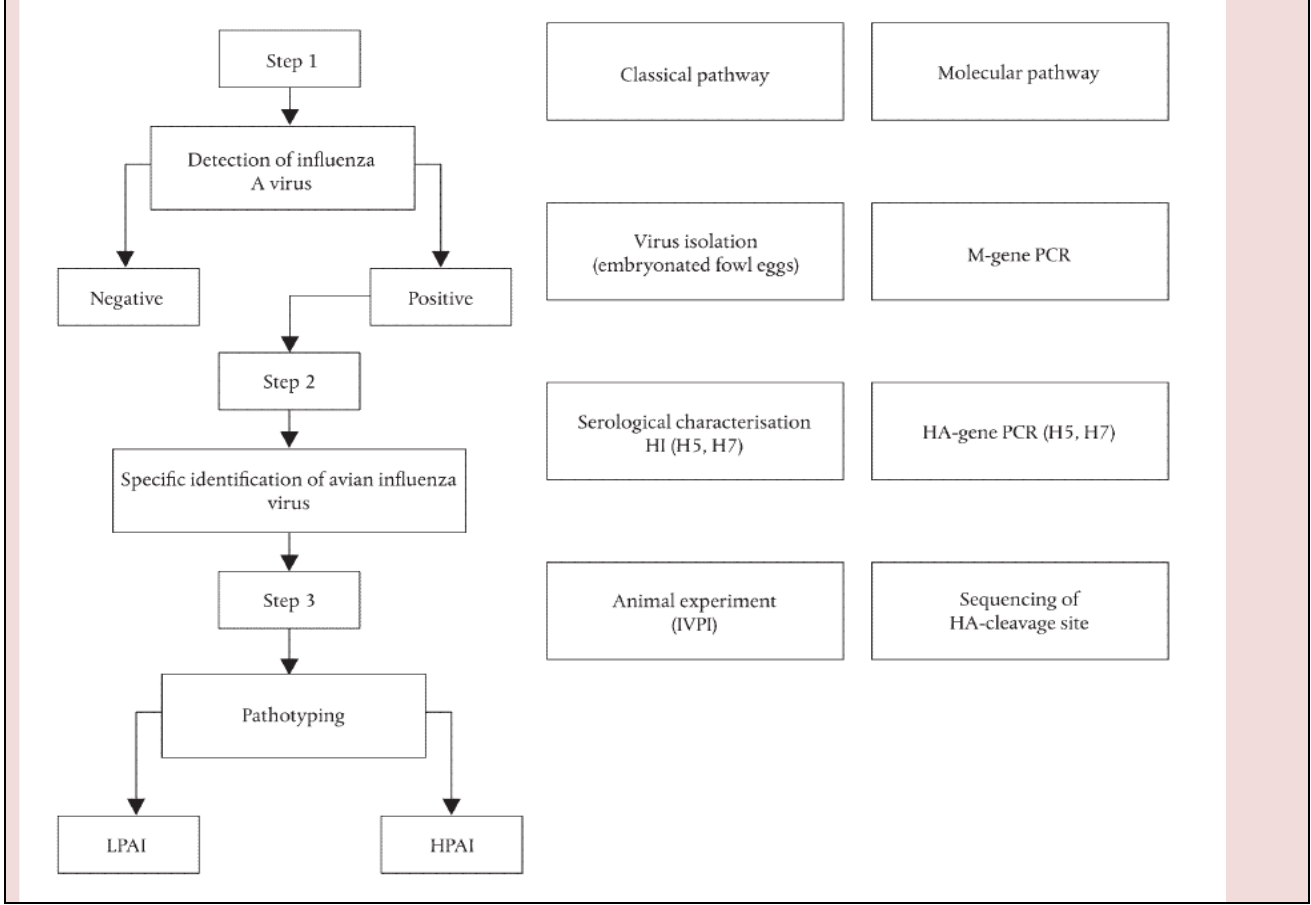 Step 1
Classical pathway
Molecular pathway
Detection of influenza
A virus
Virus isolation
(embryonated fowl eggs)
M-gene PCR
Negative
Positive
Step 2
Serological characterisation
HI (H5, H7)
HA-gene PCR (H5, H7)
Specific identification of avian influenza
virus
Step 3
Animal experiment
(IVPI)
Sequencing of
HA-cleavage site
Pathotyping
LPAI
HPAI